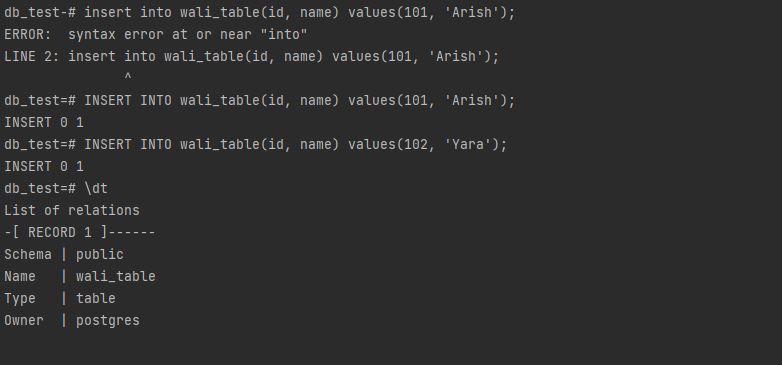 db_test-# insert into wali_table(id, name) values(101, 'Arish');
ERROR:  syntax error at or near "into"
LINE 2: insert into wali_table(id, name) values(101, 'Arish');
               ^
db_test=# INSERT INTO wali_table(id, name) values(101, 'Arish');
INSERT 0 1
db_test=# INSERT INTO wali_table(id, name) values(102, 'Yara');
INSERT 0 1
db_test=# \dt
List of relations
-[ RECORD 1 ]------
Schema | public
Name   | wali_table
Type   | table
Owner  | postgres